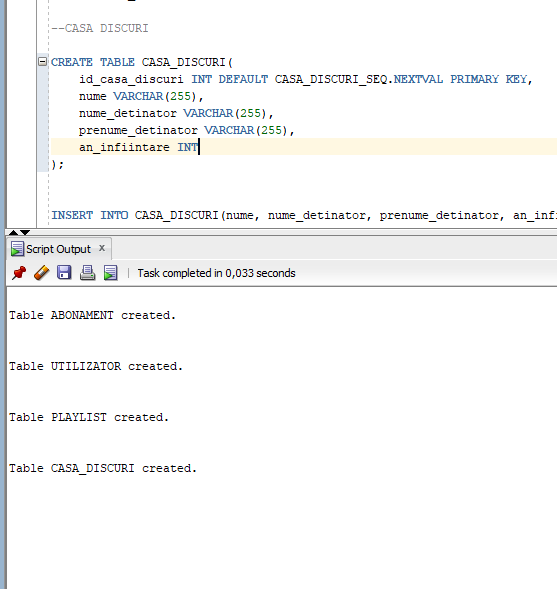 --CASA DISCURI
CREATE TABLE CASA_DISCURI(
id_casa_discuri INT DEFAULT CASA_DISCURI_SEQ.NEXTVAL PRIMARY KEY,
nume VARCHAR(255),
nume_detinator VARCHAR(255),
prenume_detinator VARCHAR(255),
an_infiintare INT
);
INSERT INTO CASA_DISCURI(nume, nume_detinator, prenume_detinator, an_infi
Script Output x
Task completed in 0,033 seconds
Table ABONAMENT created.
Table UTILIZATOR created.
Table PLAYLIST created.
Table CASA_DISCURI created.